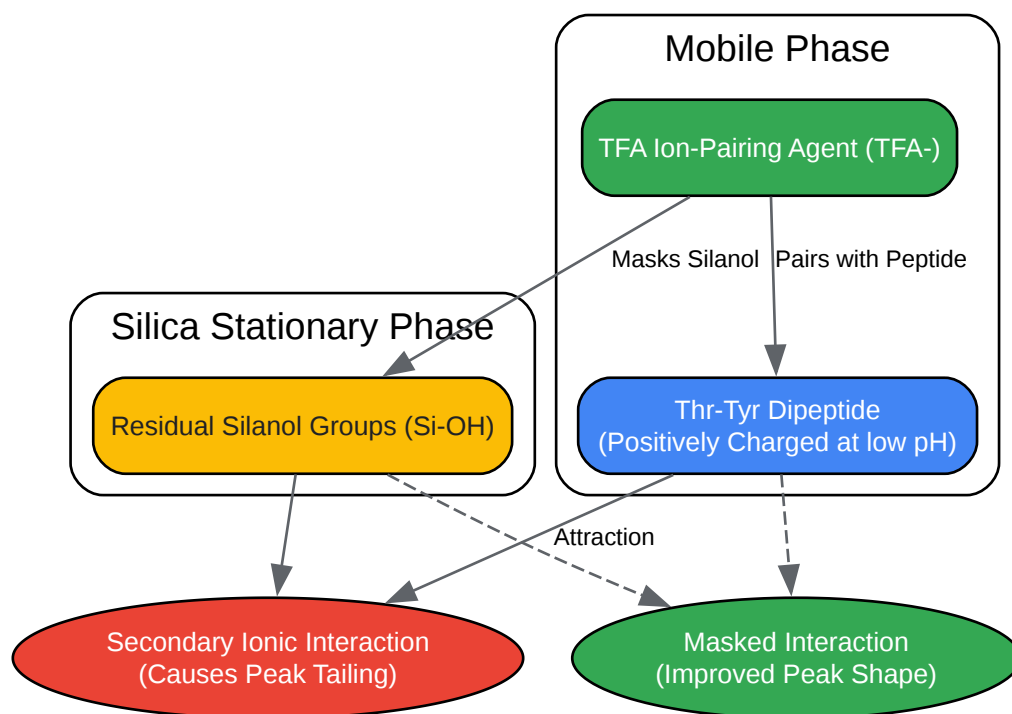 Mobile Phase
TFA Ion-Pairing Agent (TFA-)
Masks Silanol
Pairs with Peptide
Silica Stationary Phase
Residual Silanol Groups (Si-OH)
Thr-Tyr Dipeptide
(Positively Charged at low pH)
Attraction
Secondary Ionic Interaction
(Causes Peak Tailing)
Masked Interaction
(Improved Peak Shape)